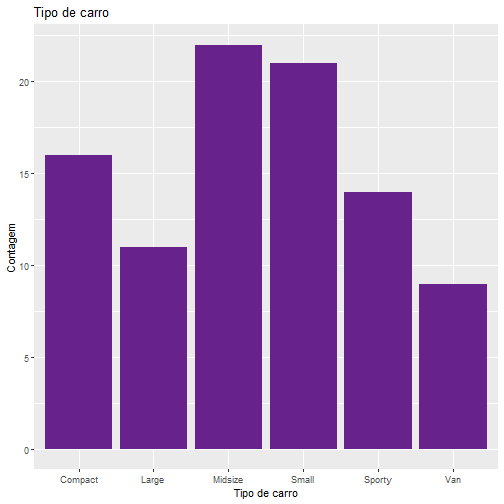 Tipo de carro
Contagem
20
15
10
5
0
Compact Large Midsize Small Sporty Van
Tipo de carro